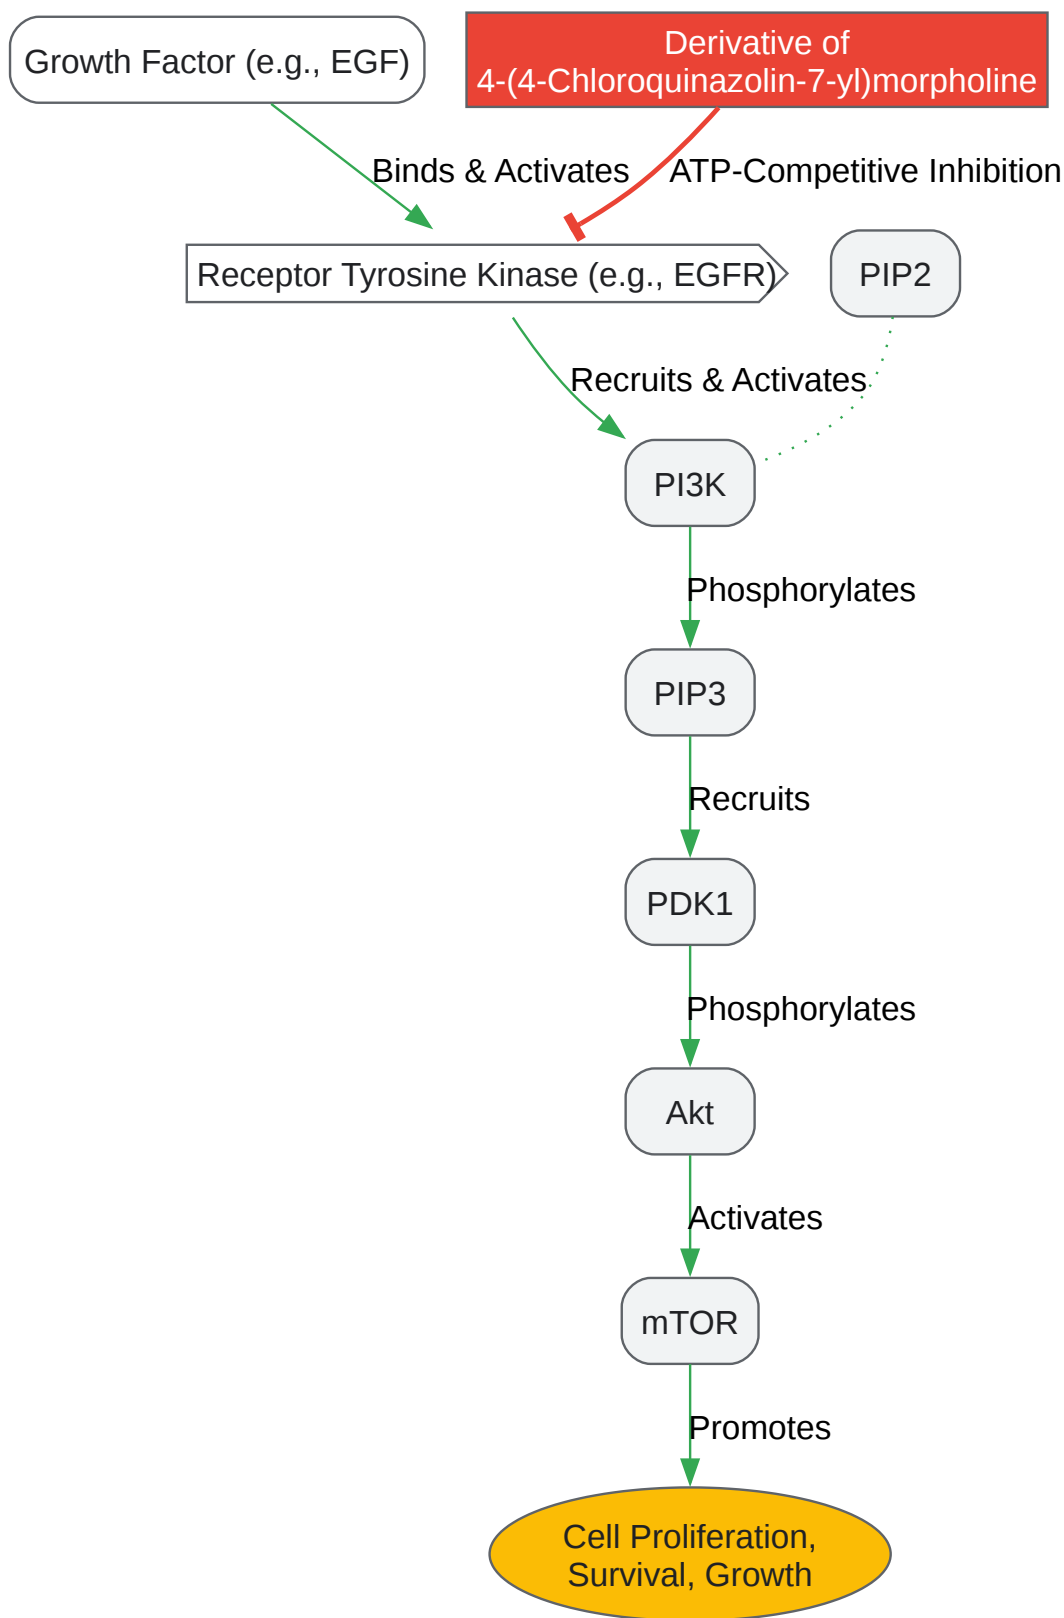 Growth Factor (e.g., EGF)
Derivative of
4-(4-Chloroquinazolin-7-yl)morpholine
Binds & Activates
ATP-Competitive Inhibition
Receptor Tyrosine Kinase (e.g., EGFR)
PIP2
Recruits & Activates
PI3K
Phosphorylates
PIP3
Recruits
PDK1
Phosphorylates
Akt
Activates
mTOR
Promotes
Cell Proliferation,
Survival, Growth